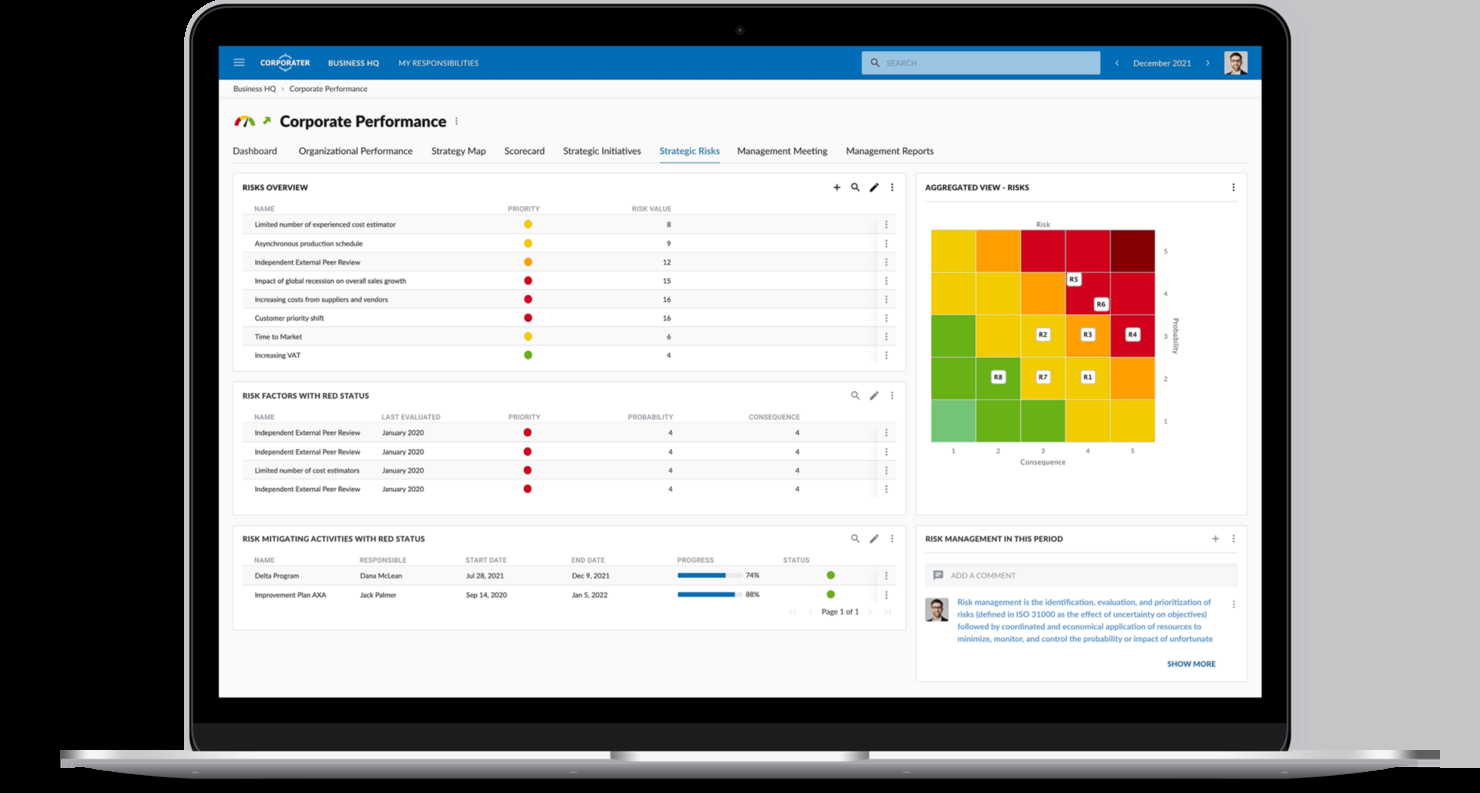 CORPORATER BUSINESS HQ MY RESPONSIBILITIES SEARCH December 2021
Business HQ › Corporate Performance
Corporate Performance
Dashboard Organizational Performance Strategy Map Scorecard Strategic Initiatives Strategic Risks Management Meeting Management Reports
RISKS OVERVIEW
NAME PRIORITY RISK VALUE
Limited number of experienced cost estimator 8
Asynchronous production schedule 9
Independent External Peer Review 12
Impact of global recession on overall sales growth 15
Increasing costs from suppliers and vendors 16
Customer priority shift 16
Time to Market 6
Increasing VAT 4
AGGREGATED VIEW - RISKS
Risk
5
R5
4
R6
R2 R3 R4 3
Probability
R8 R7 R1 2
1
1 2 3 4 5
Consequence
RISK FACTORS WITH RED STATUS
NAME LAST EVALUATED PRIORITY PROBABILITY CONSEQUENCE
Independent External Peer Review January 2020 4 4
Independent External Peer Review January 2020 4 4
Limited number of cost estimators January 2020 4 4
Independent External Peer Review January 2020 4 4
RISK MITIGATING ACTIVITIES WITH RED STATUS
NAME RESPONSIBLE START DATE END DATE PROGRESS STATUS
Delta Program Dana McLean Jul 28, 2021 Dec 9, 2021 74%
Improvement Plan AXA Jack Palmer Sep 14, 2020 Jan 5, 2022 88%
Page 1 of 1
RISK MANAGEMENT IN THIS PERIOD
ADD A COMMENT
Risk management is the identification, evaluation, and prioritization of
risks (defined in ISO 31000 as the effect of uncertainty on objectives)
followed by coordinated and economical application of resources to
minimize, monitor, and control the probability or impact of unfortunate
SHOW MORE